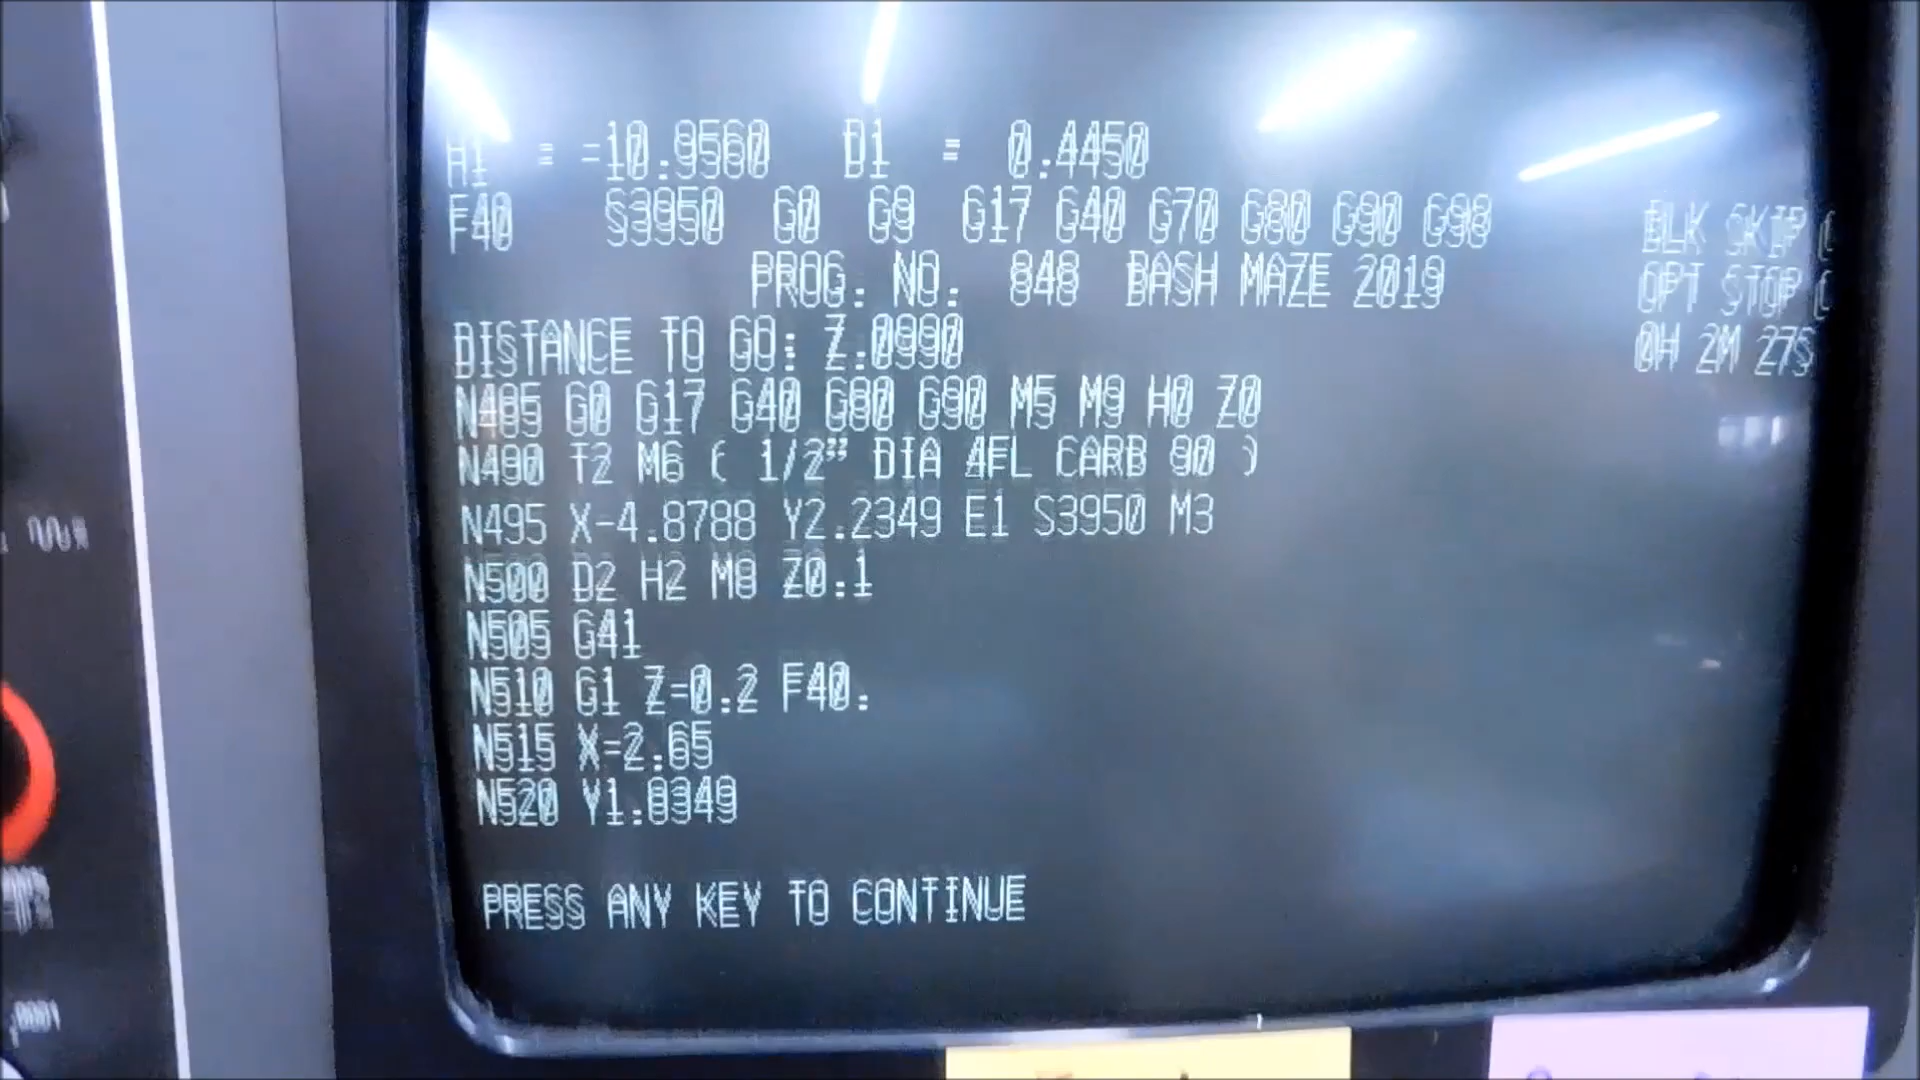 H1 = -10.9560 D1 = 0.4450
F40 S3950 G0 G9 G17 G40 G70 G80 G90 G98
BLK SKIP
PROG. NO. 848 BASH MAZE 2019
OPT STOP
DISTANCE TO GO: Z.0990
0H 2M 27S
N485 G0 G17 G40 G80 G90 M5 M9 H0 Z0
N490 T2 M6 ( 1/2" DIA 4FL CARB 90 )
N495 X-4.8788 Y2.2349 E1 S3950 M3
N500 D2 H2 M8 Z0.1
N505 G41
N510 G1 Z-0.2 F40.
N515 X-2.65
N520 Y1.8349
PRESS ANY KEY TO CONTINUE